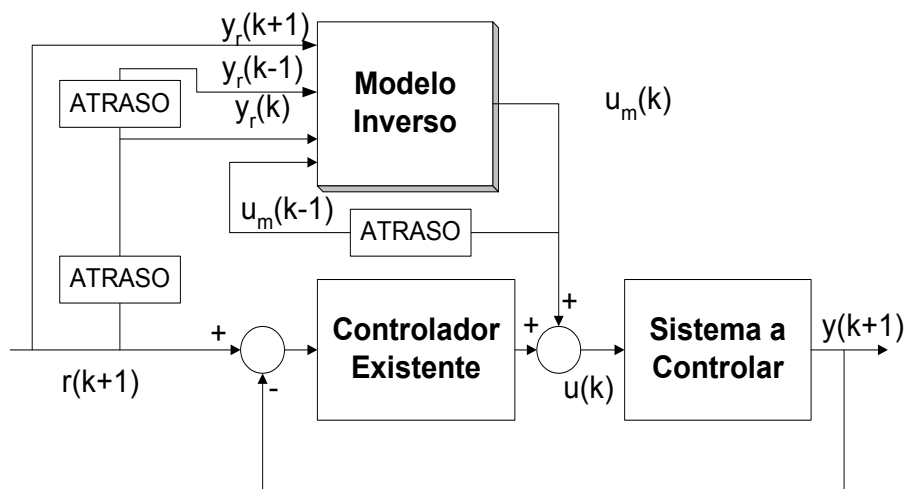 y_r(k+1)
y_r(k-1)
y_r(k)
ATRASO
Modelo
Inverso
u_m(k)
u_m(k-1)
ATRASO
ATRASO
+
+
+
-
Controlador
Existente
Sistema a
Controlar
y(k+1)
r(k+1)
u(k)